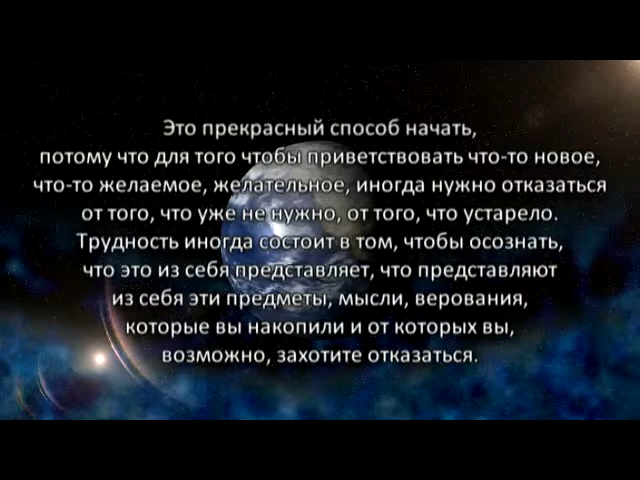 Это прекрасный способ начать,
потому что для того чтобы приветствовать что-то новое,
что-то желаемое, желательное, иногда нужно отказаться
от того, что уже не нужно, от того, что устарело.
Трудность иногда состоит в том, чтобы осознать,
что это из себя представляет, что представляют
из себя эти предметы, мысли, верования,
которые вы накопили и от которых вы,
возможно, захотите отказаться.